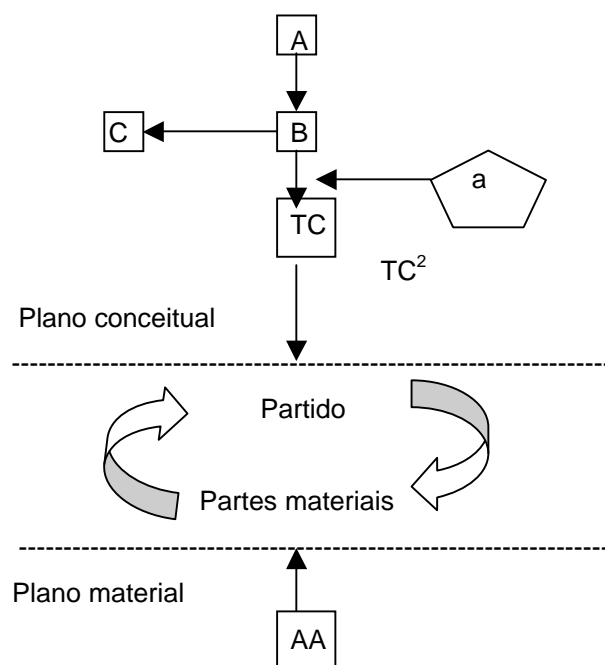 A
C B
a
TC
TC²
Plano conceitual
Partido
Partes materiais
Plano material
AA